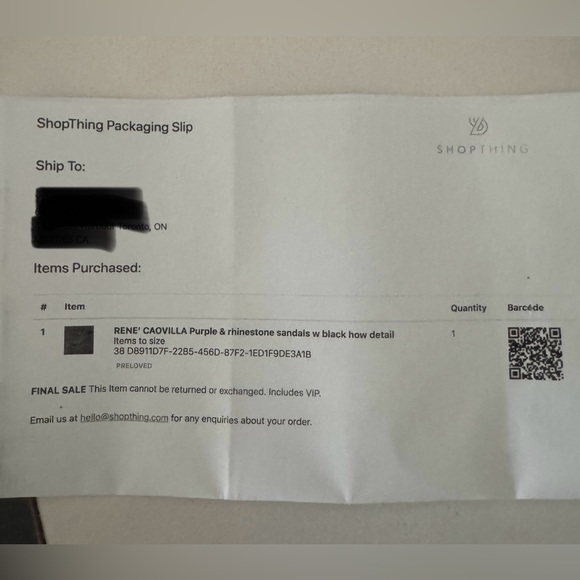 ShopThing Packaging Slip
SHOPTHING
Ship To:
Toronto, ON
Items Purchased:
# Item Quantity Barcode
1 RENE' CAOVILLA Purple & rhinestone sandals w black how detail 1
Items to size
38 D8911D7F-22B5-456D-87F2-1ED1F9DE3A1B
PRELOVED
FINAL SALE This Item cannot be returned or exchanged. Includes VIP.
Email us at hello@shopthing.com for any enquiries about your order.